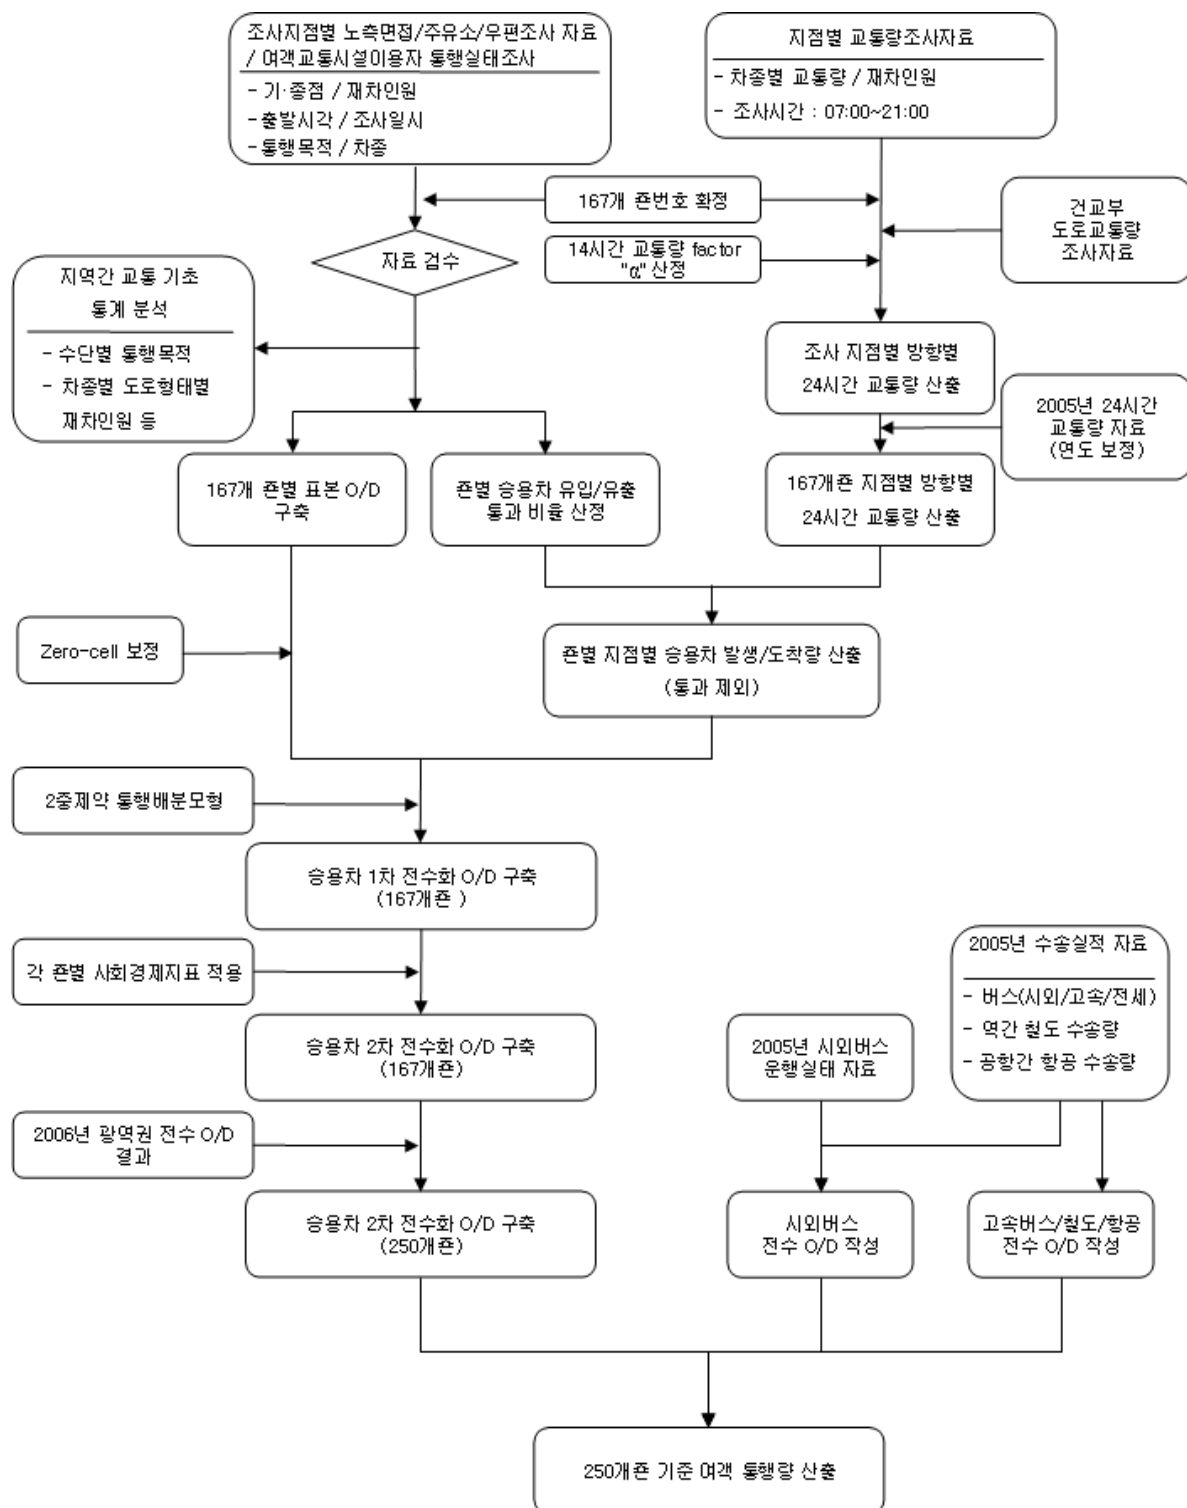 조사지점별 노측면접/주유소/우편조사 자료
/ 여객교통시설이용자 통행실태조사
- 기·종점 / 재차인원
- 출발시각 / 조사일시
- 통행목적 / 차종
지점별 교통량조사자료
- 차종별 교통량 / 재차인원
- 조사시간 : 07:00~21:00
167개 죤번호 확정
건교부
도로교통량
조사자료
14시간 교통량 factor
"α" 산정
자료 검수
지역간 교통 기초
통계 분석
- 수단별 통행목적
- 차종별 도로형태별
재차인원 등
조사 지점별 방향별
24시간 교통량 산출
2005년 24시간
교통량 자료
(연도 보정)
167개 죤별 표본 O/D
구축
죤별 승용차 유입/유출
통과 비율 산정
167개죤 지점별 방향별
24시간 교통량 산출
Zero-cell 보정
죤별 지점별 승용차 발생/도착량 산출
(통과 제외)
2중제약 통행배분모형
승용차 1차 전수화 O/D 구축
(167개죤 )
각 죤별 사회경제지표 적용
2005년 수송실적 자료
- 버스(시외/고속/전세)
- 역간 철도 수송량
- 공항간 항공 수송량
승용차 2차 전수화 O/D 구축
(167개죤)
2005년 시외버스
운행실태 자료
2006년 광역권 전수 O/D
결과
승용차 2차 전수화 O/D 구축
(250개죤)
시외버스
전수 O/D 작성
고속버스/철도/항공
전수 O/D 작성
250개죤 기준 여객 통행량 산출